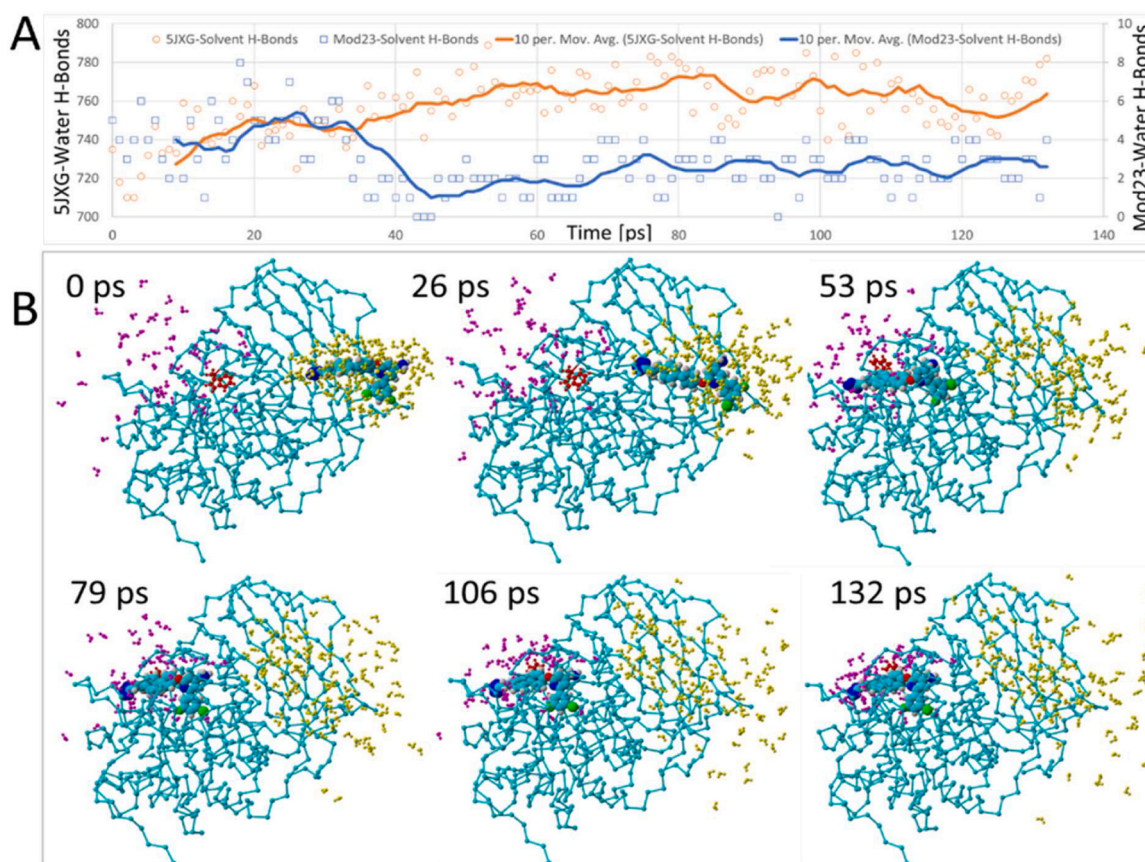 A
800
780
760
740
720
700
5JXG-Water H-Bonds
5JXG-Solvent H-Bonds
Mod23-Solvent H-Bonds
10 per. Mov. Avg. (5JXG-Solvent H-Bonds)
10 per. Mov. Avg. (Mod23-Solvent H-Bonds)
10
8
6
4
2
0
Mod23-Water H-Bonds
0
20
40
60
80
100
120
140
Time [ps]
B
0 ps
26 ps
53 ps
79 ps
106 ps
132 ps